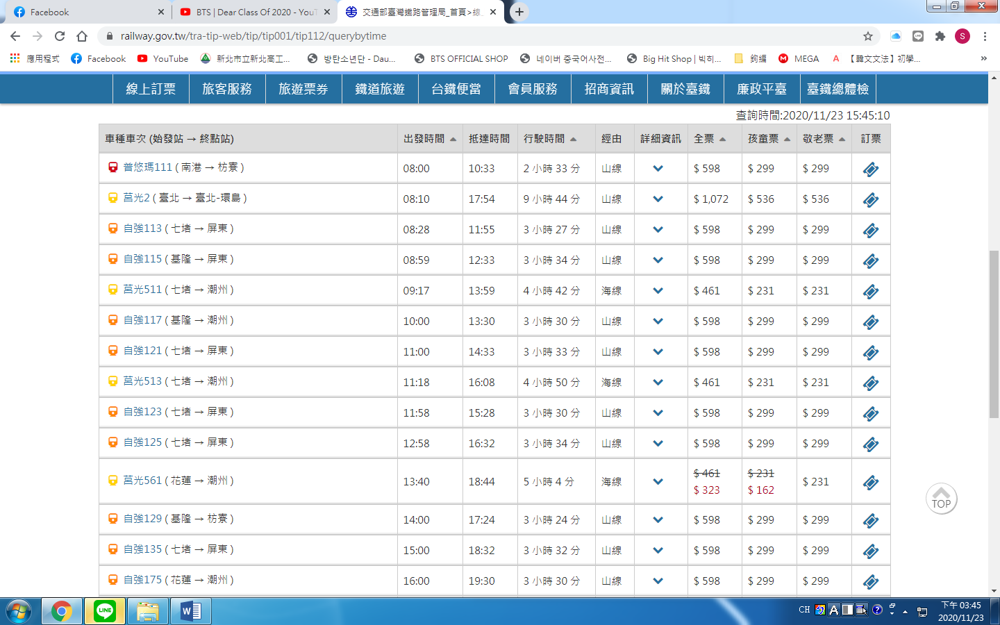 Facebook
BTS | Dear Class Of 2020 - YouT
交通部臺灣鐵路管理局_首頁>線
railway.gov.tw/tra-tip-web/tip/tip001/tip112/querybytime
S
應用程式 Facebook YouTube 新北市立新北高工... 방탄소년단 - Dau... BTS OFFICIAL SHOP 네이버 중국어사전... Big Hit Shop | 빅히... 鉤編 MEGA 【韓文文法】初學... »
線上訂票 旅客服務 旅遊票券 鐵道旅遊 台鐵便當 會員服務 招商資訊 關於臺鐵 廉政平臺 臺鐵總體檢
查詢時間:2020/11/23 15:45:10
車種車次 (始發站 → 終點站) 出發時間 抵達時間 行駛時間 經由 詳細資訊 全票 孩童票 敬老票 訂票
普悠瑪111 ( 南港 → 枋寮 ) 08:00 10:33 2 小時 33 分 山線 $ 598 $ 299 $ 299
莒光2 ( 臺北 → 臺北-環島 ) 08:10 17:54 9 小時 44 分 山線 $ 1,072 $ 536 $ 536
自強113 ( 七堵 → 屏東 ) 08:28 11:55 3 小時 27 分 山線 $ 598 $ 299 $ 299
自強115 ( 基隆 → 屏東 ) 08:59 12:33 3 小時 34 分 山線 $ 598 $ 299 $ 299
莒光511 ( 七堵 → 潮州 ) 09:17 13:59 4 小時 42 分 海線 $ 461 $ 231 $ 231
自強117 ( 基隆 → 潮州 ) 10:00 13:30 3 小時 30 分 山線 $ 598 $ 299 $ 299
自強121 ( 七堵 → 屏東 ) 11:00 14:33 3 小時 33 分 山線 $ 598 $ 299 $ 299
莒光513 ( 七堵 → 潮州 ) 11:18 16:08 4 小時 50 分 海線 $ 461 $ 231 $ 231
自強123 ( 七堵 → 屏東 ) 11:58 15:28 3 小時 30 分 山線 $ 598 $ 299 $ 299
自強125 ( 七堵 → 屏東 ) 12:58 16:32 3 小時 34 分 山線 $ 598 $ 299 $ 299
莒光561 ( 花蓮 → 潮州 ) 13:40 18:44 5 小時 4 分 海線 $ 461 $ 231 $ 231
$ 323 $ 162
自強129 ( 基隆 → 枋寮 ) 14:00 17:24 3 小時 24 分 山線 $ 598 $ 299 $ 299
自強135 ( 七堵 → 屏東 ) 15:00 18:32 3 小時 32 分 山線 $ 598 $ 299 $ 299
自強175 ( 花蓮 → 潮州 ) 16:00 19:30 3 小時 30 分 山線 $ 598 $ 299 $ 299
TOP
LINE
W
CH
下午 03:45
2020/11/23